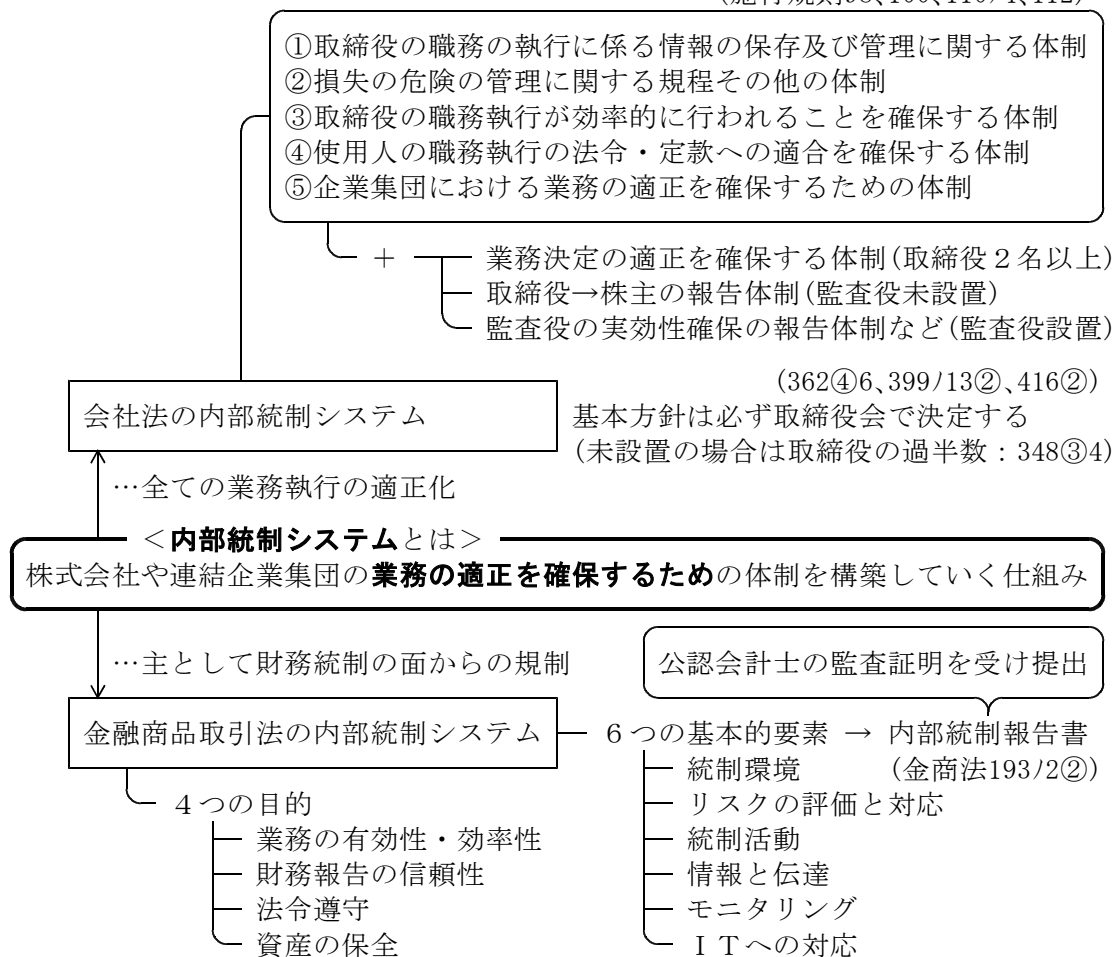 ①取締役の職務の執行に係る情報の保存及び管理に関する体制
②損失の危険の管理に関する規程その他の体制
③取締役の職務執行が効率的に行われることを確保する体制
④使用人の職務執行の法令・定款への適合を確保する体制
⑤企業集団における業務の適正を確保するための体制
＋ 業務決定の適正を確保する体制(取締役２名以上)
取締役→株主の報告体制(監査役未設置)
監査役の実効性確保の報告体制など(監査役設置)
(362④6、399ﾉ13②、416②)
会社法の内部統制システム 基本方針は必ず取締役会で決定する
(未設置の場合は取締役の過半数：348③4)
…全ての業務執行の適正化
＜内部統制システムとは＞
株式会社や連結企業集団の業務の適正を確保するための体制を構築していく仕組み
…主として財務統制の面からの規制 公認会計士の監査証明を受け提出
金融商品取引法の内部統制システム ６つの基本的要素 → 内部統制報告書
統制環境 (金商法193ﾉ2②)
４つの目的 リスクの評価と対応
業務の有効性・効率性 統制活動
財務報告の信頼性 情報と伝達
法令遵守 モニタリング
資産の保全 ＩＴへの対応